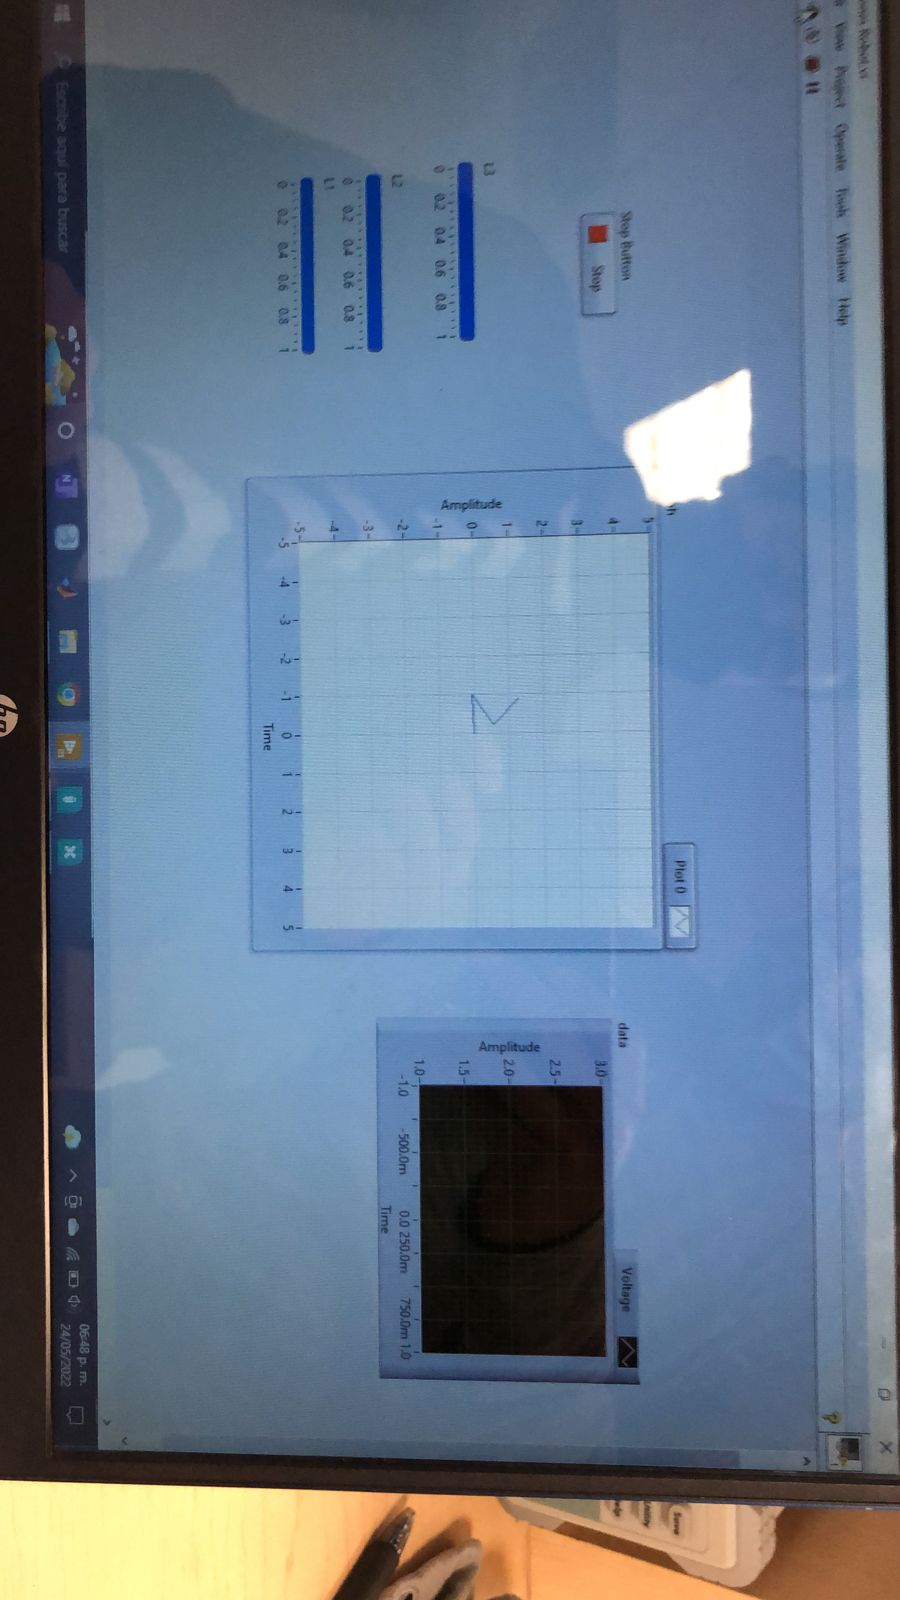 View Project Operate Tools Window Help
Stop Button
Stop
L3
0 0.2 0.4 0.6 0.8 1
L2
0 0.2 0.4 0.6 0.8 1
L1
0 0.2 0.4 0.6 0.8 1
Plot 0
Amplitude
5
4
3
2
1
0
-1
-2
-3
-4
-5
-5 -4 -3 -2 -1 0 1 2 3 4 5
Time
data
Voltage
Amplitude
3.0
2.5
2.0
1.5
1.0
-1.0 -500.0m 0.0 250.0m 750.0m 1.0
Time
Escribe aquí para buscar
06:48 p. m.
24/05/2022
hp
Save
Utility
Help